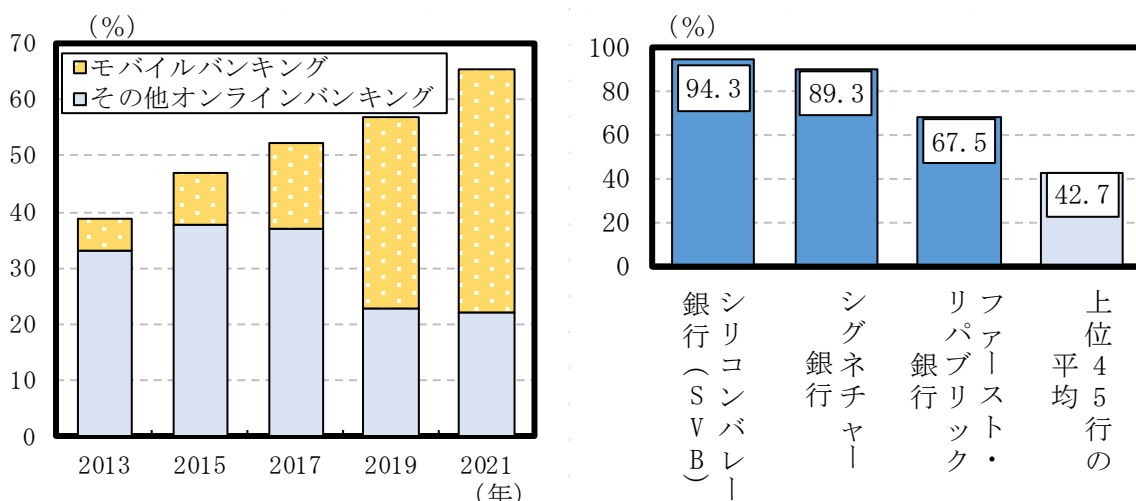 (%)
70
60
50
40
30
20
10
0
モバイルバンキング
その他オンラインバンキング
2013
2015
2017
2019
2021
(年)
(%)
100
80
60
40
20
0
94.3
89.3
67.5
42.7
シリコンバレー
銀行(SVB)
シグネチャー
銀行
ファースト・
リパブリック
銀行
上位45行の
平均